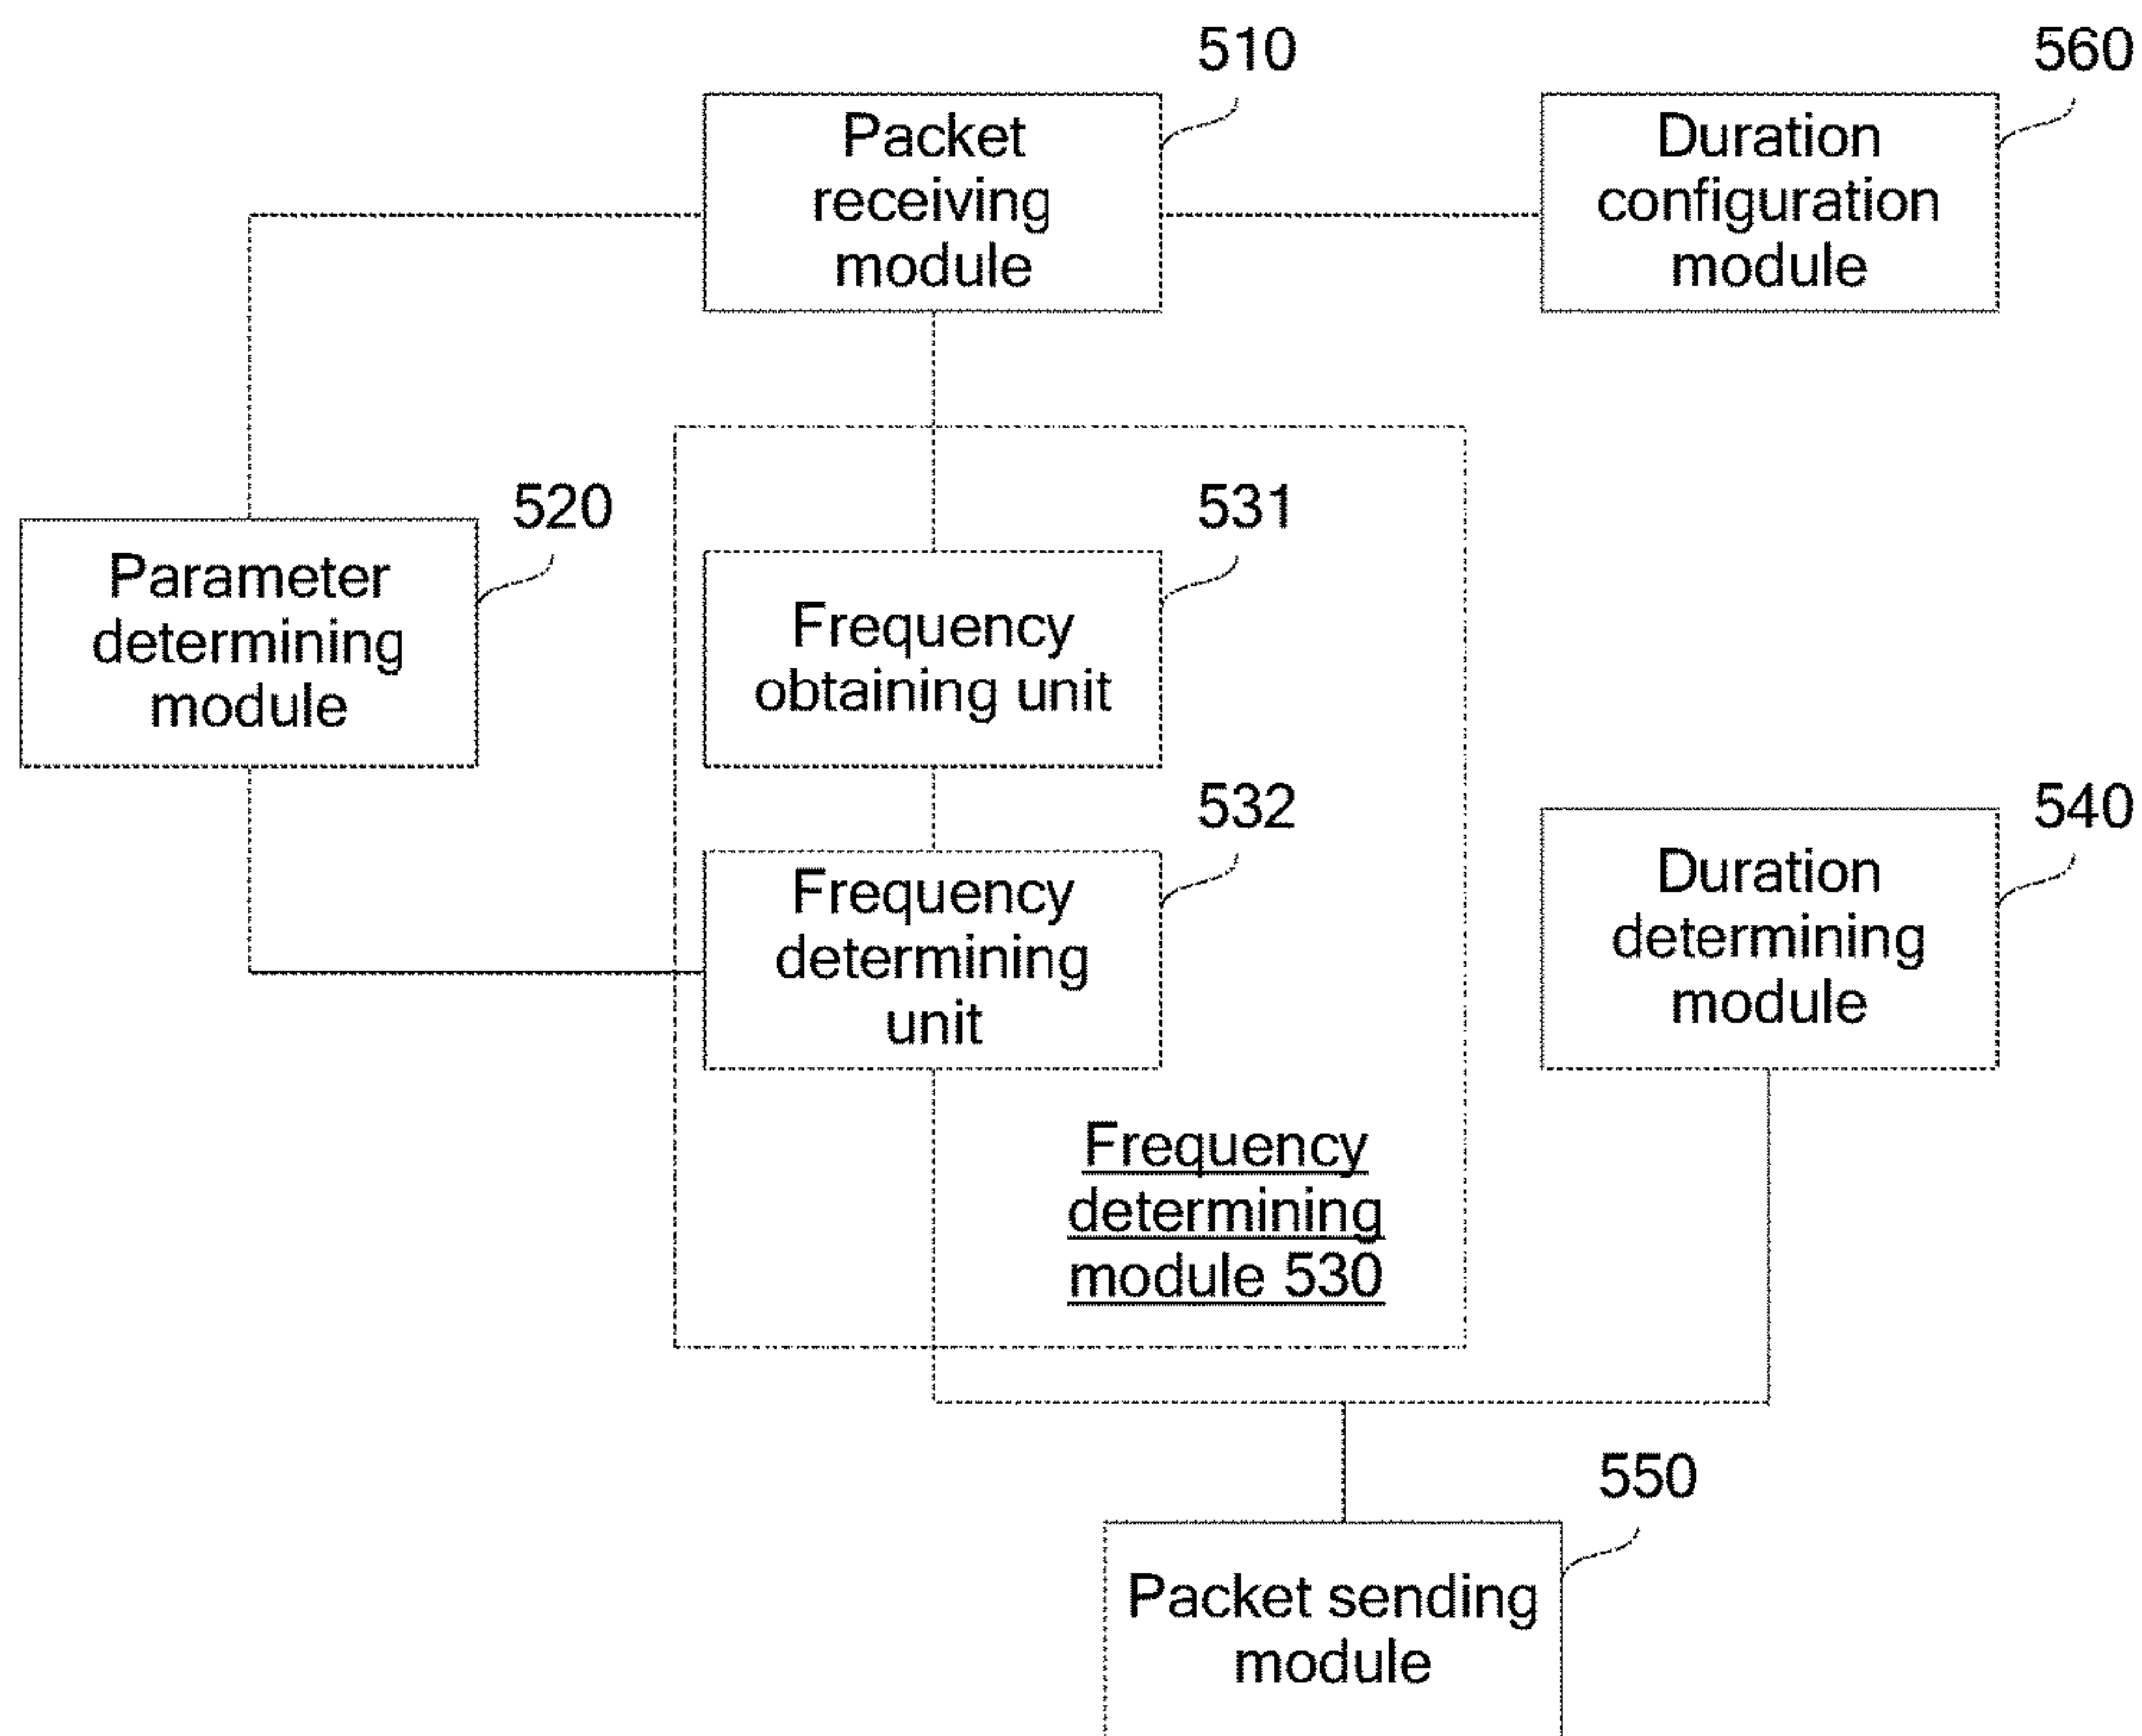 510
560
Packet
receiving
module
Duration
configuration
module
520
531
Parameter
determining
module
Frequency
obtaining unit
532
540
Frequency
determining
unit
Duration
determining
module
Frequency
determining
module 530
550
Packet sending
module